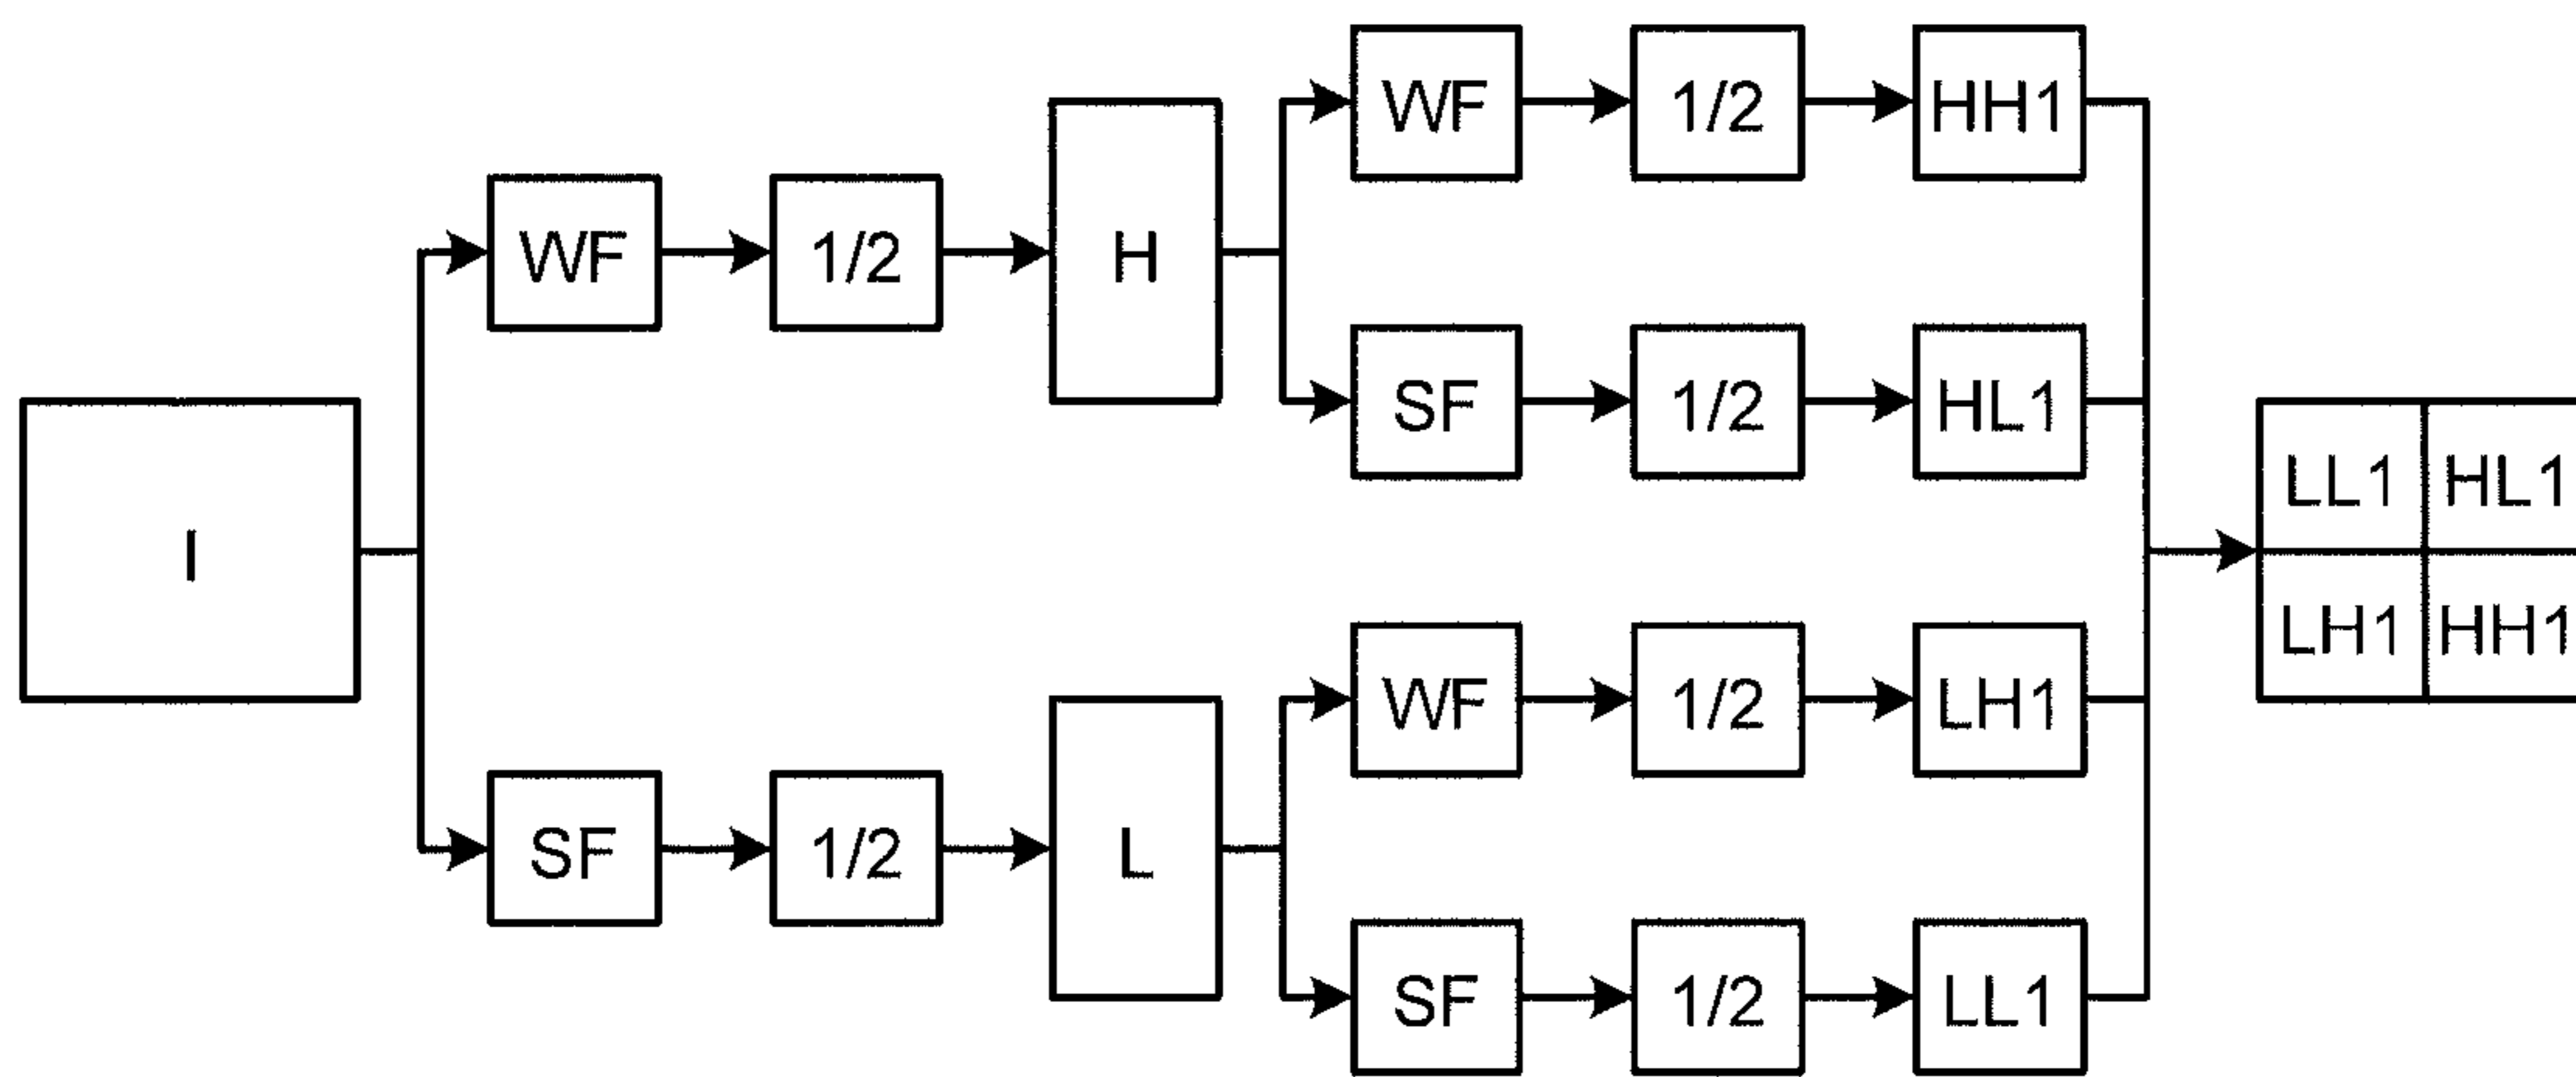 WF 1/2 HH1
WF 1/2 H
SF 1/2 HL1
I
LL1 HL1
LH1 HH1
WF 1/2 LH1
SF 1/2 L
SF 1/2 LL1